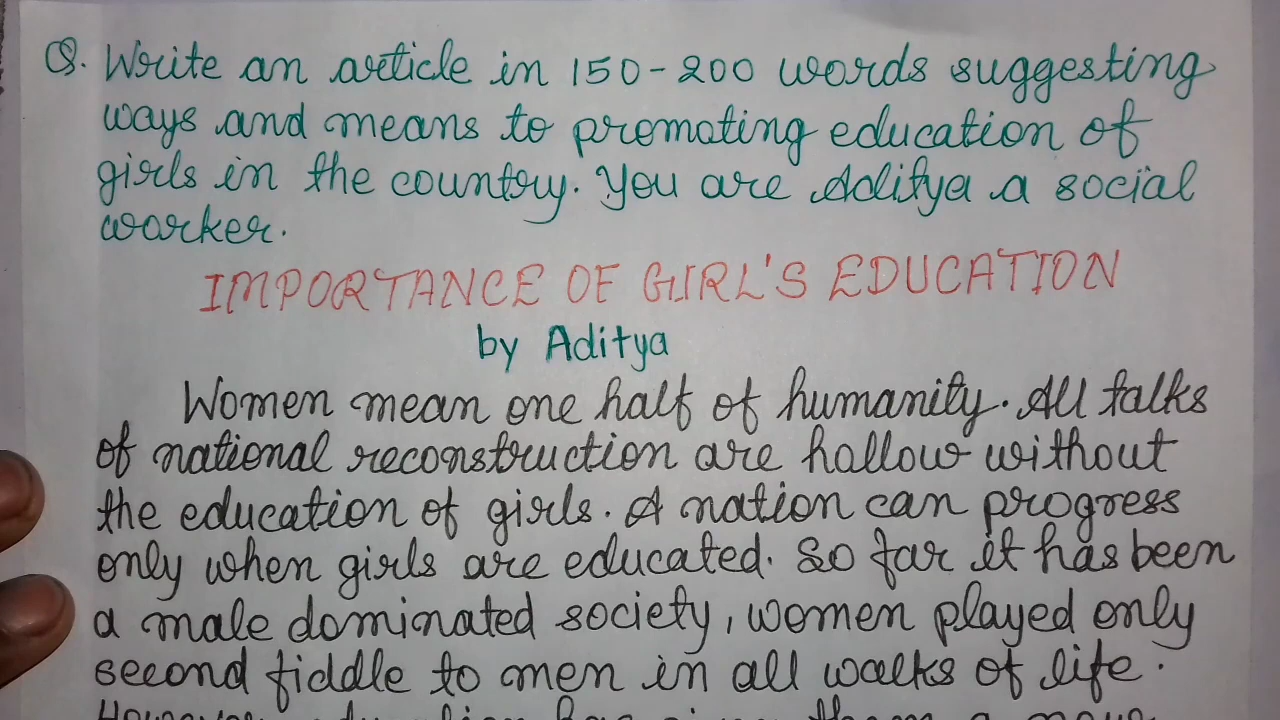 Q. Write an article in 150-200 words suggesting
ways and means to promoting education of
girls in the country. You are Aditya a social
worker.
IMPORTANCE OF GIRL'S EDUCATION
by Aditya
Women mean one half of humanity. All talks
of national reconstruction are hollow without
the education of girls. A nation can progress
only when girls are educated. So far it has been
a male dominated society, women played only
second fiddle to men in all walks of life.